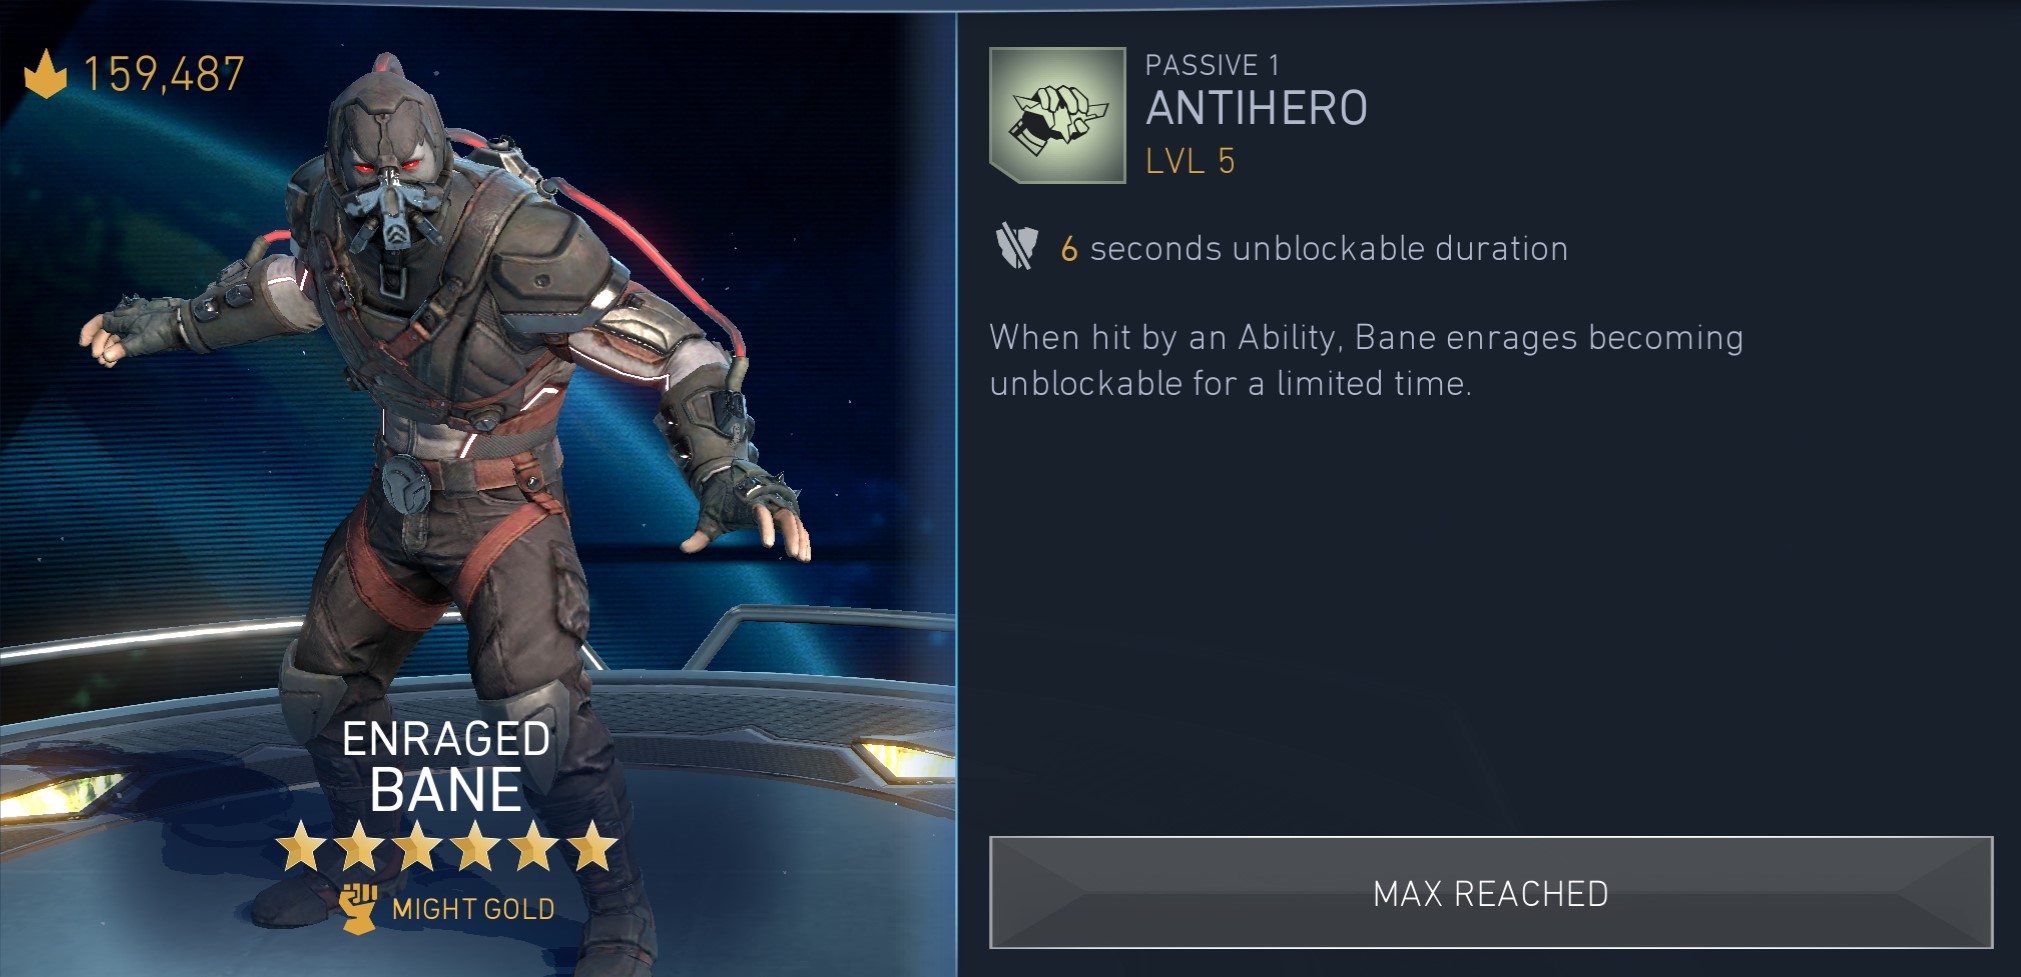 159,487
ENRAGED
BANE
MIGHT GOLD
PASSIVE 1
ANTIHERO
LVL 5
6 seconds unblockable duration
When hit by an Ability, Bane enrages becoming
unblockable for a limited time.
MAX REACHED